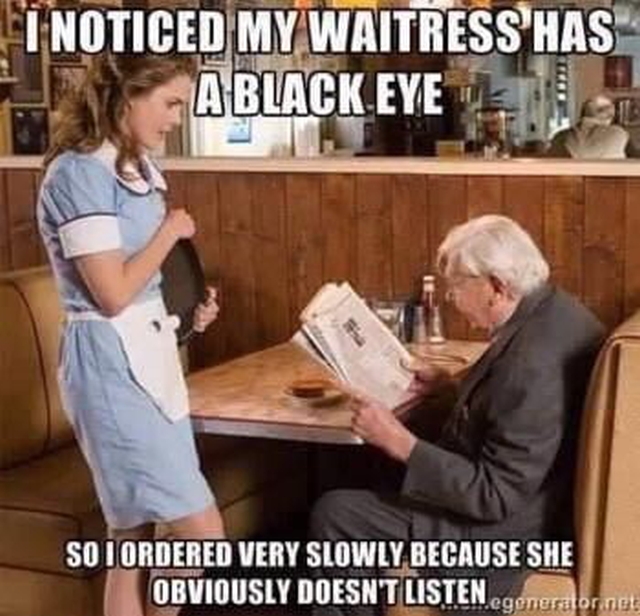 I NOTICED MY WAITRESS HAS
A BLACK EYE
SO I ORDERED VERY SLOWLY BECAUSE SHE
OBVIOUSLY DOESN'T LISTEN
egenerator.net